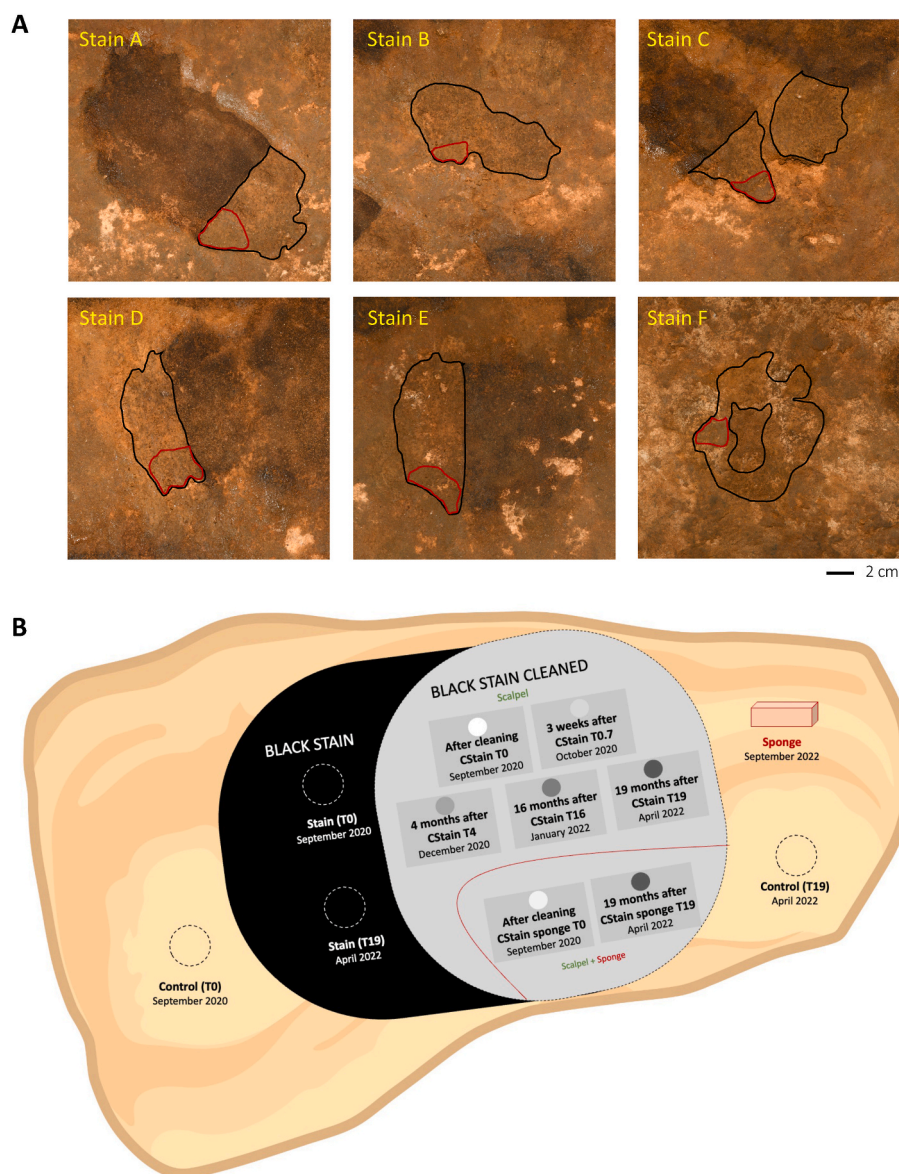 A
Stain A
Stain B
Stain C
Stain D
Stain E
Stain F
2 cm
B
BLACK STAIN CLEANED
Scalpel
After cleaning
CStain T0
September 2020
3 weeks after
CStain T0.7
October 2020
4 months after
CStain T4
December 2020
16 months after
CStain T16
January 2022
19 months after
CStain T19
April 2022
After cleaning
CStain sponge T0
September 2020
19 months after
CStain sponge T19
April 2022
Scalpel + Sponge
BLACK STAIN
Stain (T0)
September 2020
Stain (T19)
April 2022
Control (T0)
September 2020
Sponge
September 2022
Control (T19)
April 2022